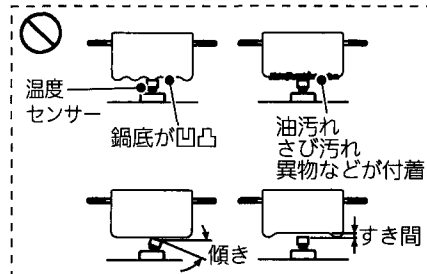 温度
センサー
鍋底が凹凸
油汚れ
さび汚れ
異物などが付着
傾き
すき間